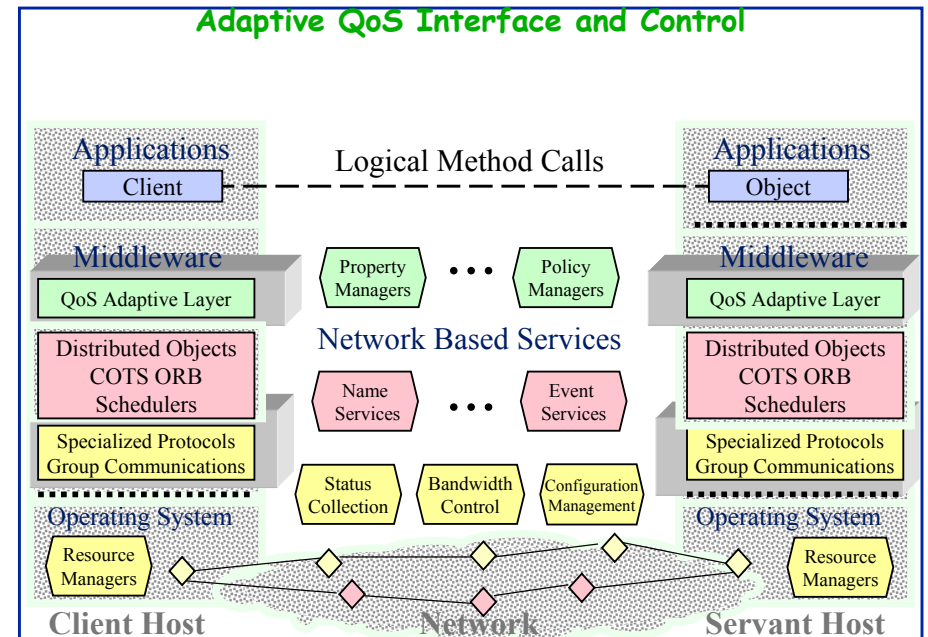 Adaptive QoS Interface and Control
Applications
Client
Logical Method Calls
Applications
Object
Middleware
QoS Adaptive Layer
Distributed Objects
COTS ORB
Schedulers
Specialized Protocols
Group Communications
Property
Managers
• • •
Policy
Managers
Network Based Services
Name
Services
• • •
Event
Services
Status
Collection
Bandwidth
Control
Configuration
Management
Middleware
QoS Adaptive Layer
Distributed Objects
COTS ORB
Schedulers
Specialized Protocols
Group Communications
Operating System
Resource
Managers
Operating System
Resource
Managers
Client Host
Network
Servant Host